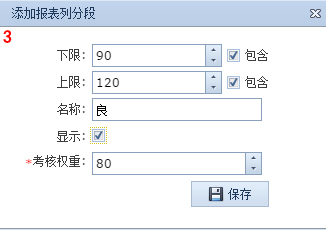 添加报表列分段
3
下限: 90 包含
上限: 120 包含
名称: 良
显示:
*考核权重: 80
保存